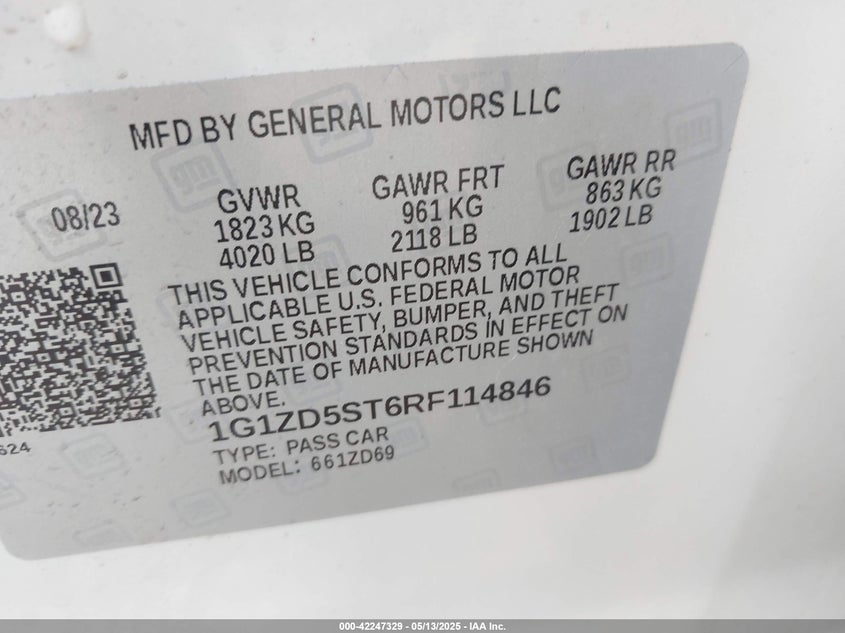 MFD BY GENERAL MOTORS LLC
08/23
GVWR
1823 KG
4020 LB
GAWR FRT
961 KG
2118 LB
GAWR RR
863 KG
1902 LB
THIS VEHICLE CONFORMS TO ALL
APPLICABLE U.S. FEDERAL MOTOR
VEHICLE SAFETY, BUMPER, AND THEFT
PREVENTION STANDARDS IN EFFECT ON
THE DATE OF MANUFACTURE SHOWN
ABOVE.
1G1ZD5ST6RF114846
TYPE: PASS CAR
MODEL: 661ZD69
624
000-42247329 - 05/13/2025 - IAA Inc.